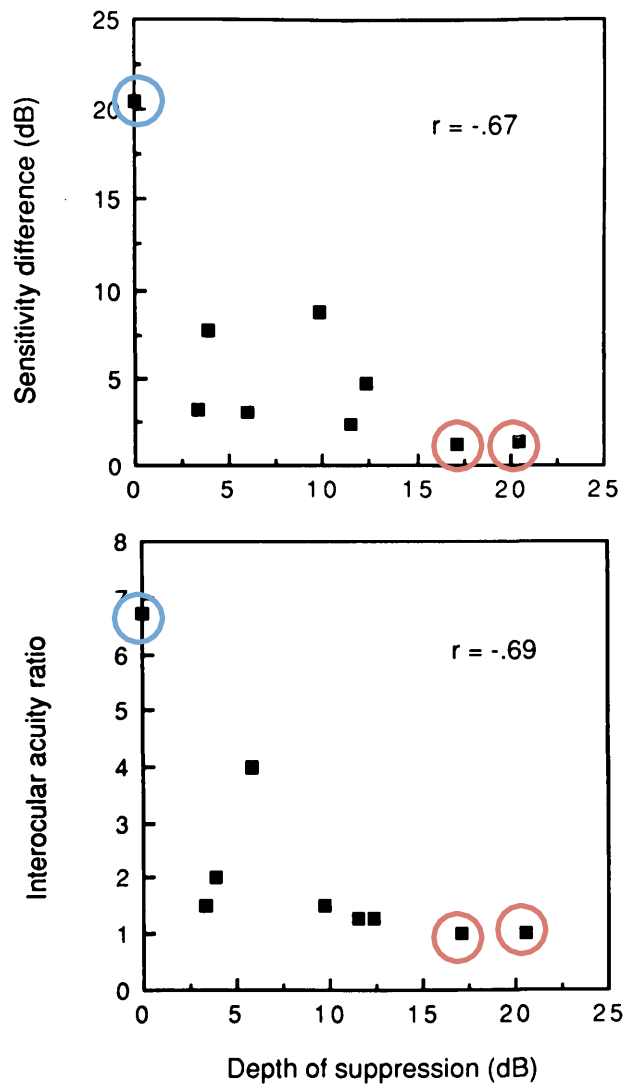 25
20
15
10
5
0
Sensitivity difference (dB)
r = -.67
0 5 10 15 20 25
8
7
6
5
4
3
2
1
0
Interocular acuity ratio
r = -.69
0 5 10 15 20 25
Depth of suppression (dB)